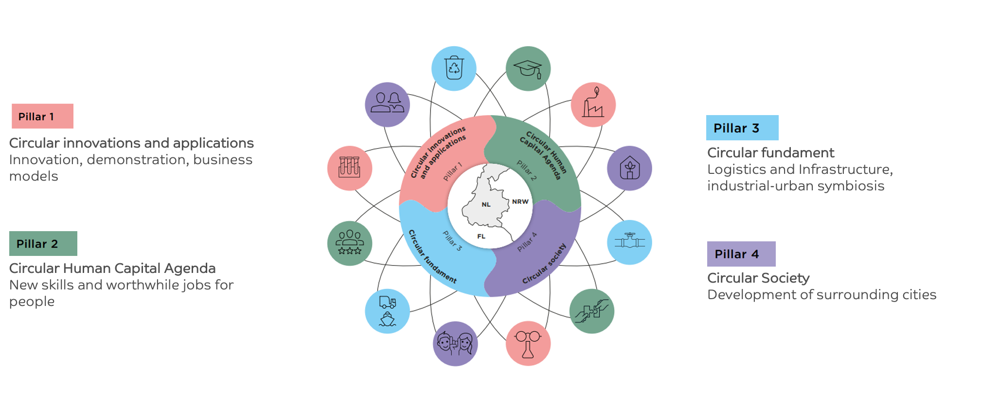 Pillar 1
Circular innovations and applications
Innovation, demonstration, business
models
Pillar 2
Circular Human Capital Agenda
New skills and worthwhile jobs for
people
Circular innovations
and applications
Pillar 1
Circular Human
Capital Agenda
Pillar 2
NL
NRW
FL
Pillar 3
Circular fundament
Pillar 4
Circular society
Pillar 3
Circular fundament
Logistics and Infrastructure,
industrial-urban symbiosis
Pillar 4
Circular Society
Development of surrounding cities